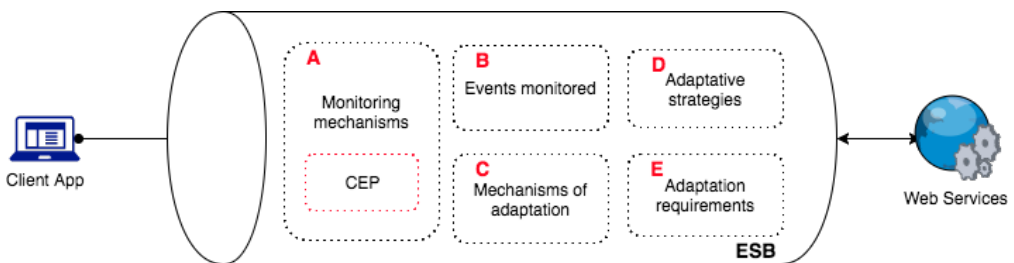 A
Monitoring
mechanisms
CEP
B
Events monitored
C
Mechanisms of
adaptation
D
Adaptative
strategies
E
Adaptation
requirements
ESB
Client App
Web Services